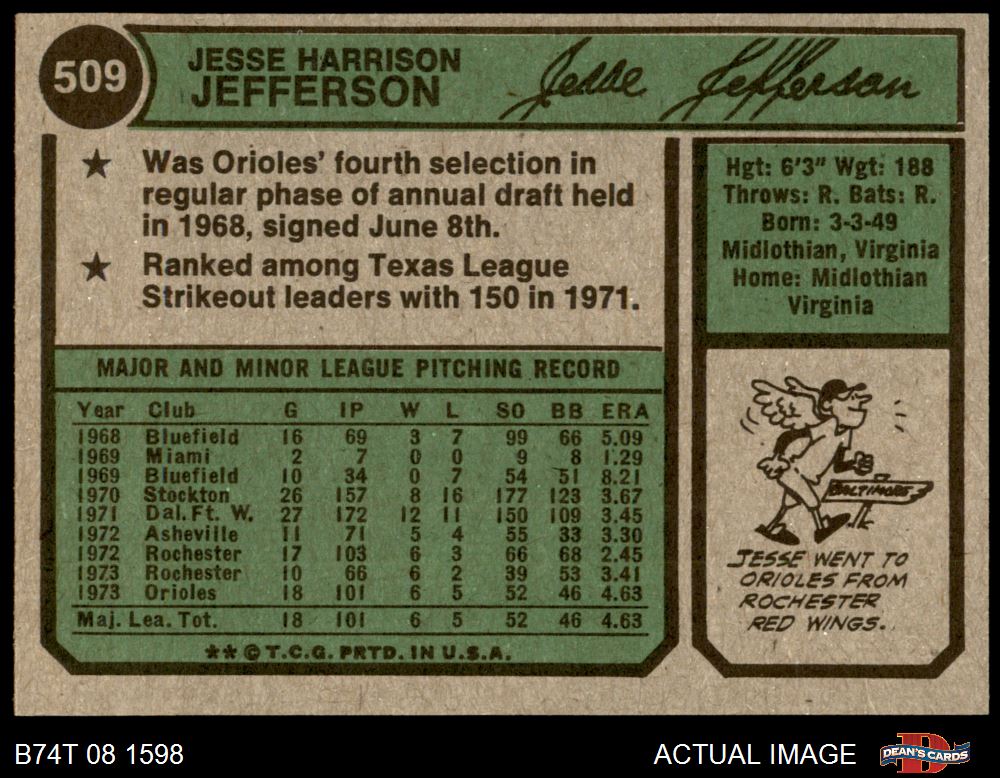 509
JESSE HARRISON
JEFFERSON
Jesse Jefferson
★ Was Orioles' fourth selection in
regular phase of annual draft held
in 1968, signed June 8th.
★ Ranked among Texas League
Strikeout leaders with 150 in 1971.
Hgt: 6'3" Wgt: 188
Throws: R. Bats: R.
Born: 3-3-49
Midlothian, Virginia
Home: Midlothian
Virginia
MAJOR AND MINOR LEAGUE PITCHING RECORD
Year Club G IP W L SO BB ERA
1968 Bluefield 16 69 3 7 99 66 5.09
1969 Miami 2 7 0 0 9 8 1.29
1969 Bluefield 10 34 0 7 54 51 8.21
1970 Stockton 26 157 8 16 177 123 3.67
1971 Dal. Ft. W. 27 172 12 11 150 109 3.45
1972 Asheville 11 71 5 4 55 33 3.30
1972 Rochester 17 103 6 3 66 68 2.45
1973 Rochester 10 66 6 2 39 53 3.41
1973 Orioles 18 101 6 5 52 46 4.63
Maj. Lea. Tot. 18 101 6 5 52 46 4.63
** © T.C.G. PRTD. IN U.S.A.
BALTIMORE
JESSE WENT TO
ORIOLES FROM
ROCHESTER
RED WINGS.
B74T 08 1598
ACTUAL IMAGE
D
DEAN'S CARDS